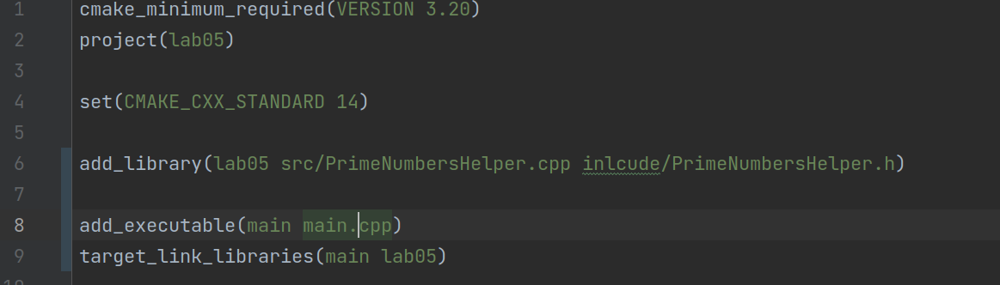 1 cmake_minimum_required(VERSION 3.20)
2 project(lab05)
3
4 set(CMAKE_CXX_STANDARD 14)
5
6 add_library(lab05 src/PrimeNumbersHelper.cpp inlcude/PrimeNumbersHelper.h)
7
8 add_executable(main main.cpp)
9 target_link_libraries(main lab05)
10